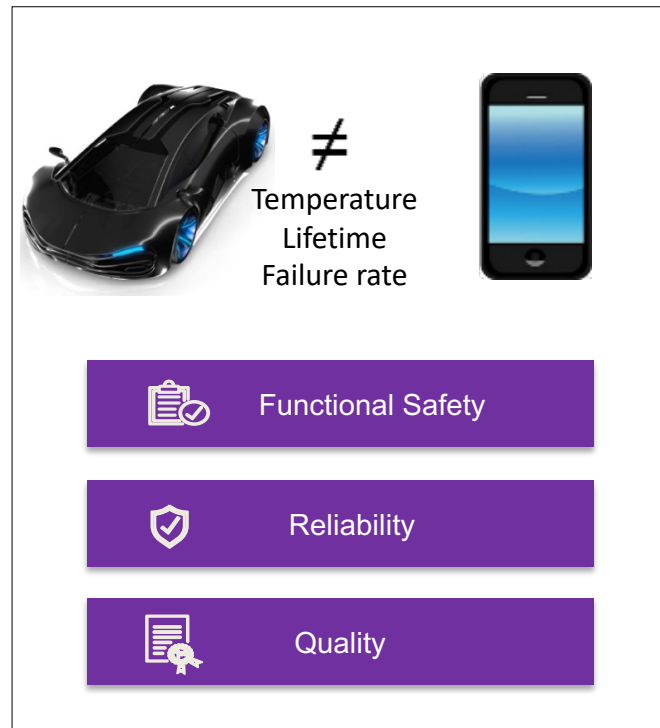 ≠
Temperature
Lifetime
Failure rate
Functional Safety
Reliability
Quality